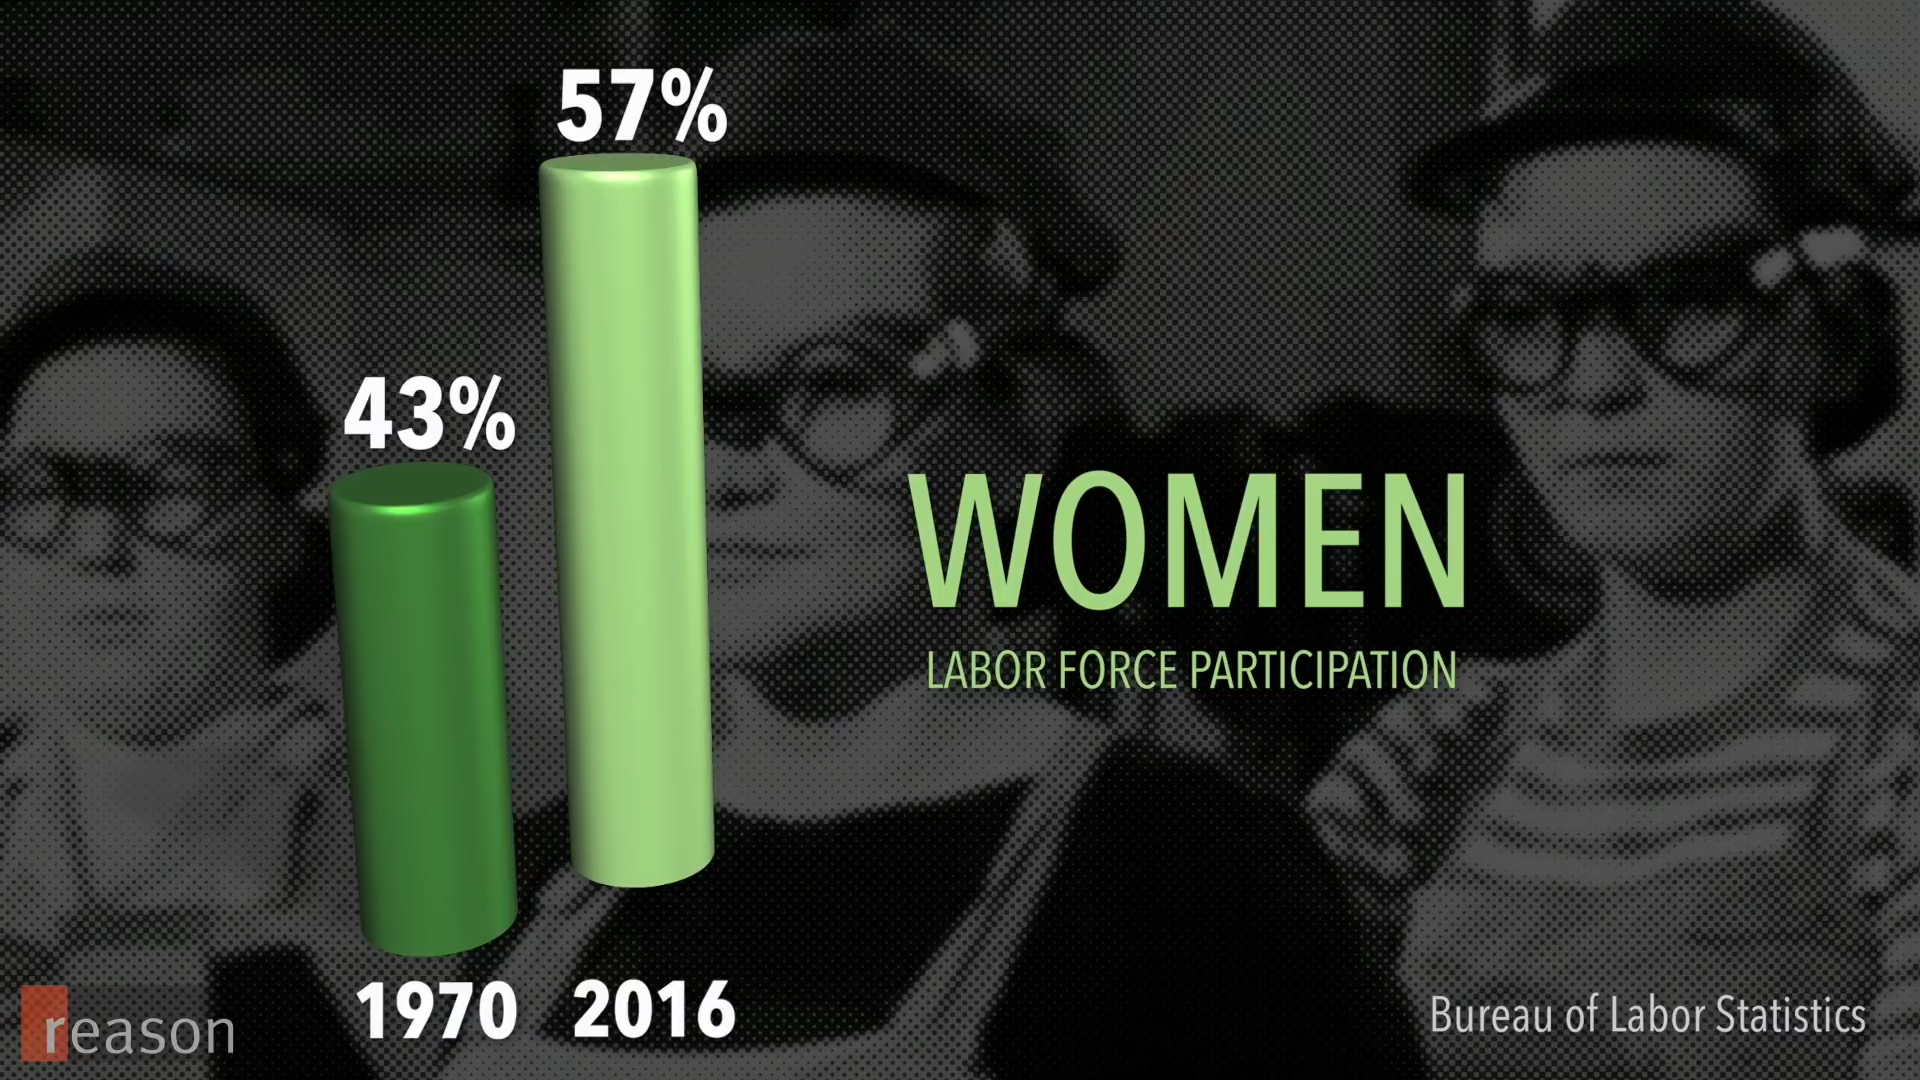 57%
43%
WOMEN
LABOR FORCE PARTICIPATION
1970 2016
reason
Bureau of Labor Statistics